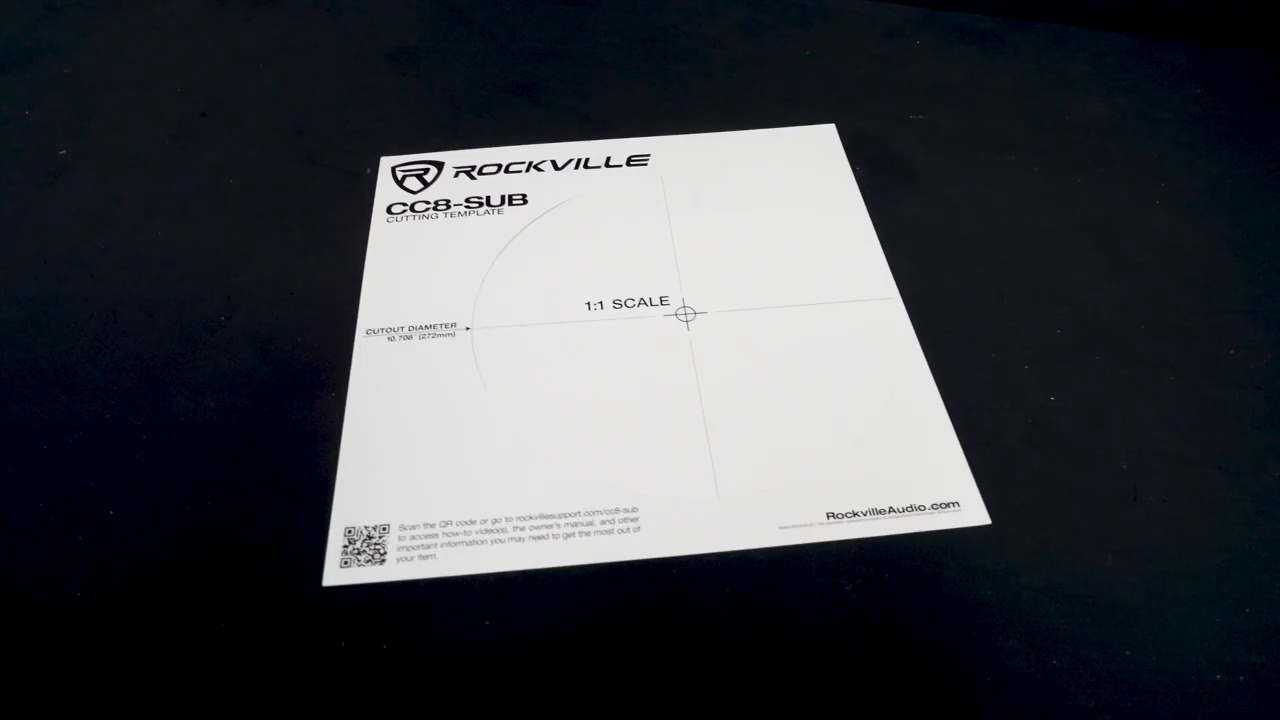 ROCKVILLE
CC8-SUB
CUTTING TEMPLATE
1:1 SCALE
CUTOUT DIAMETER
10.708" (272mm)
Scan the QR code or go to rockvillesupport.com/cc8-sub
to access how-to video(s), the owner's manual, and other
important information you may need to get the most out of
your item.
RockvilleAudio.com